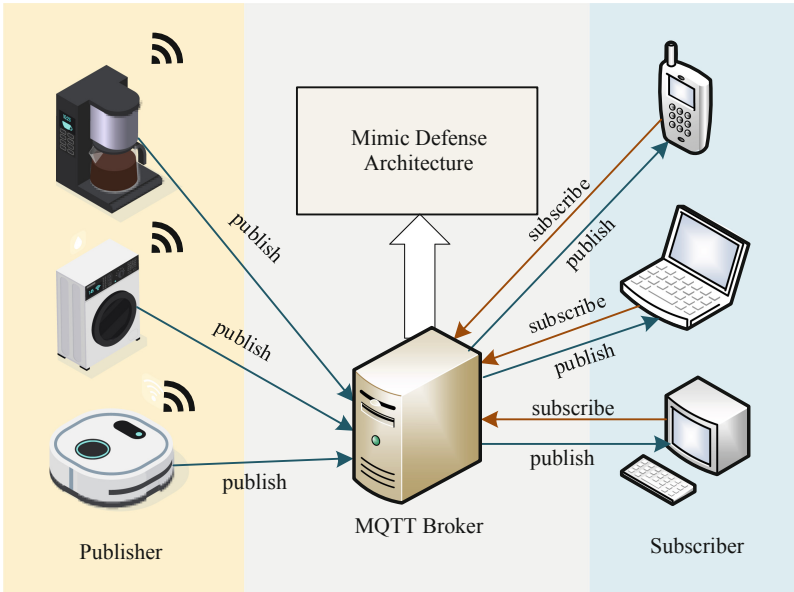 Mimic Defense
Architecture
publish
publish
publish
subscribe
publish
subscribe
publish
subscribe
publish
MQTT Broker
Publisher
Subscriber